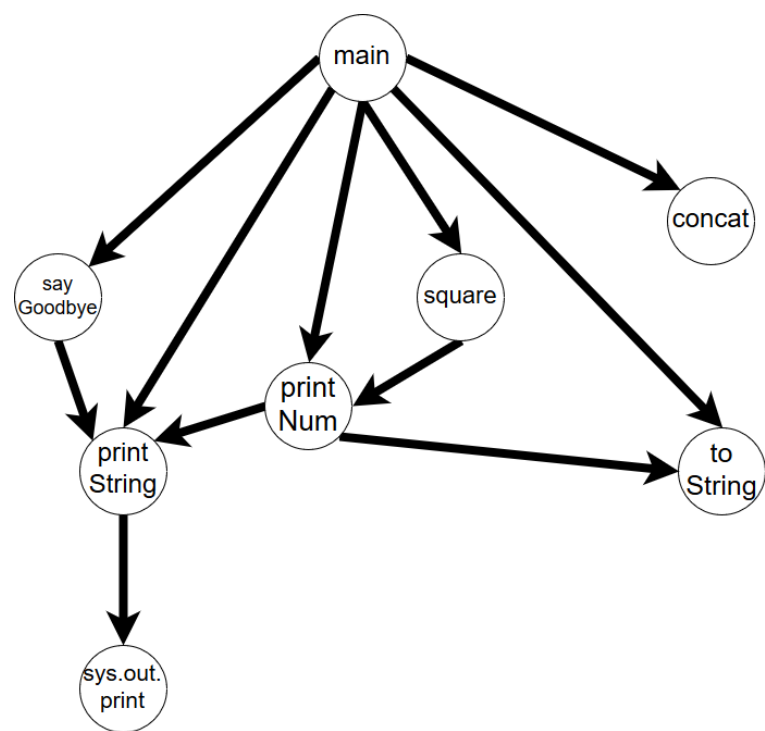 main
concat
say
Goodbye
square
print
Num
print
String
to
String
sys.out.
print